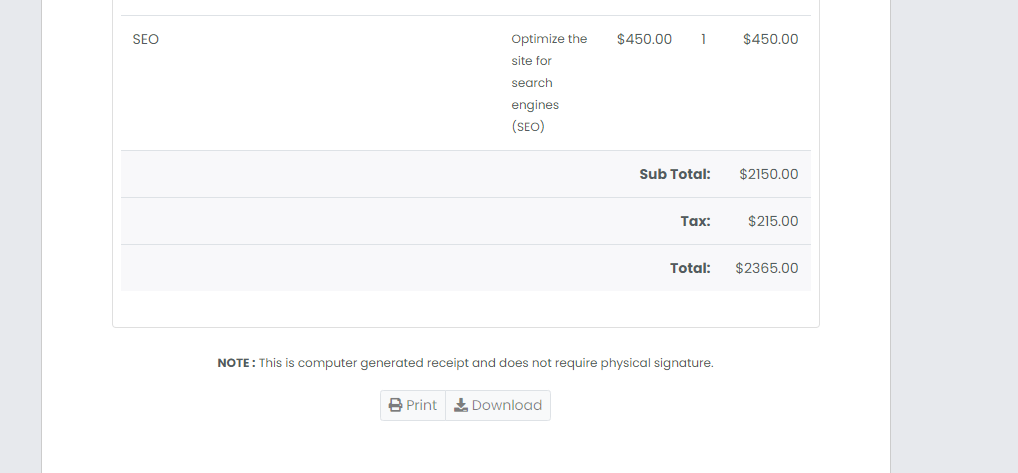 SEO Optimize the $450.00 1 $450.00
site for
search
engines
(SEO)
Sub Total: $2150.00
Tax: $215.00
Total: $2365.00
NOTE : This is computer generated receipt and does not require physical signature.
Print Download